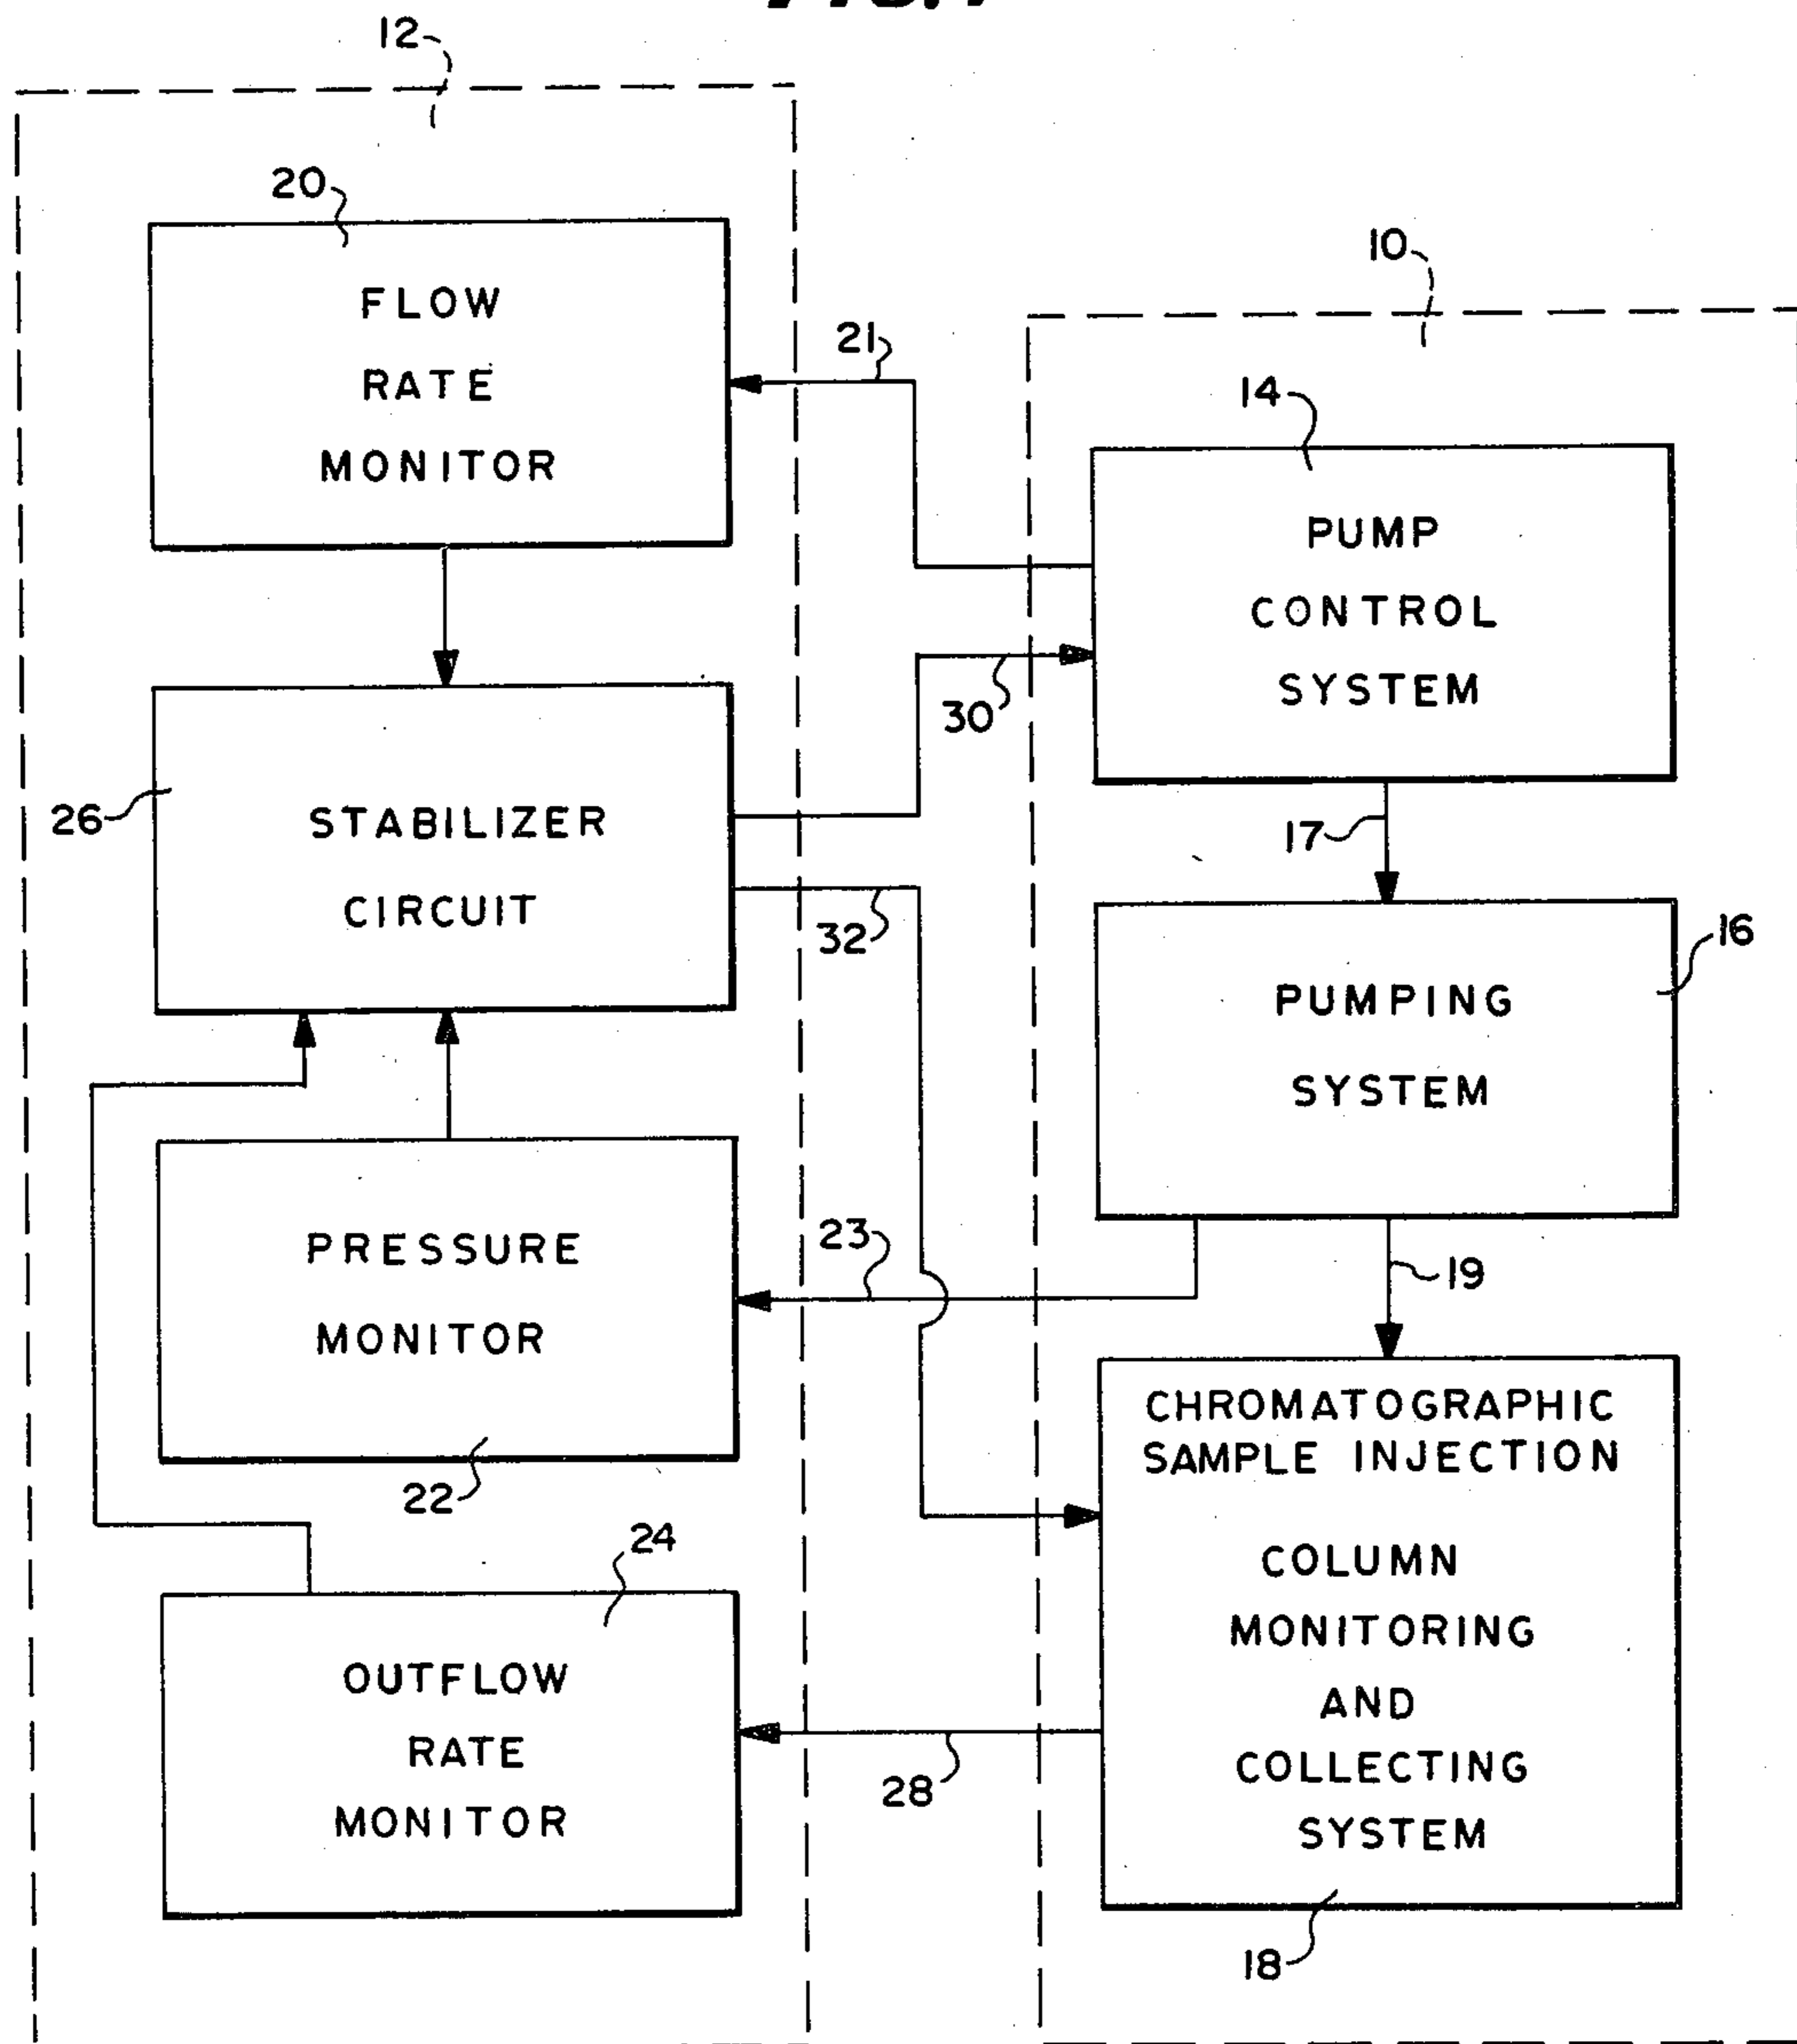 12
20
FLOW
RATE
MONITOR
21
10
14
PUMP
CONTROL
SYSTEM
30
17
26
STABILIZER
CIRCUIT
32
16
PUMPING
SYSTEM
23
19
PRESSURE
MONITOR
22
CHROMATOGRAPHIC
SAMPLE INJECTION
COLUMN
MONITORING
AND
COLLECTING
SYSTEM
24
OUTFLOW
RATE
MONITOR
28
18